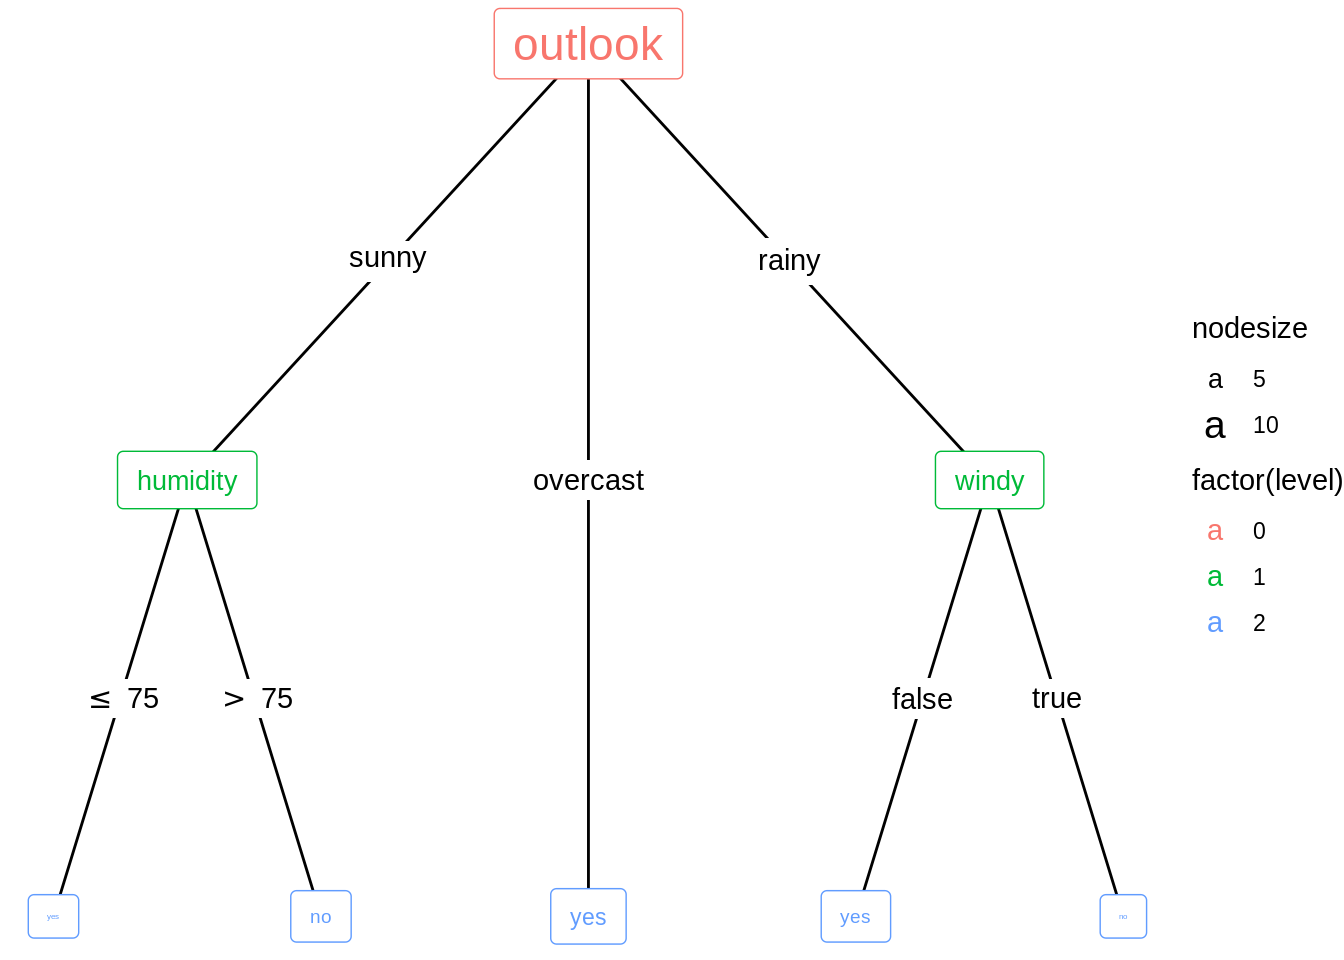 outlook
sunny
rainy
nodesize
a 5
a 10
humidity
overcast
windy
factor(level)
a 0
a 1
a 2
≤ 75
> 75
false
true
yes
no
yes
yes
no